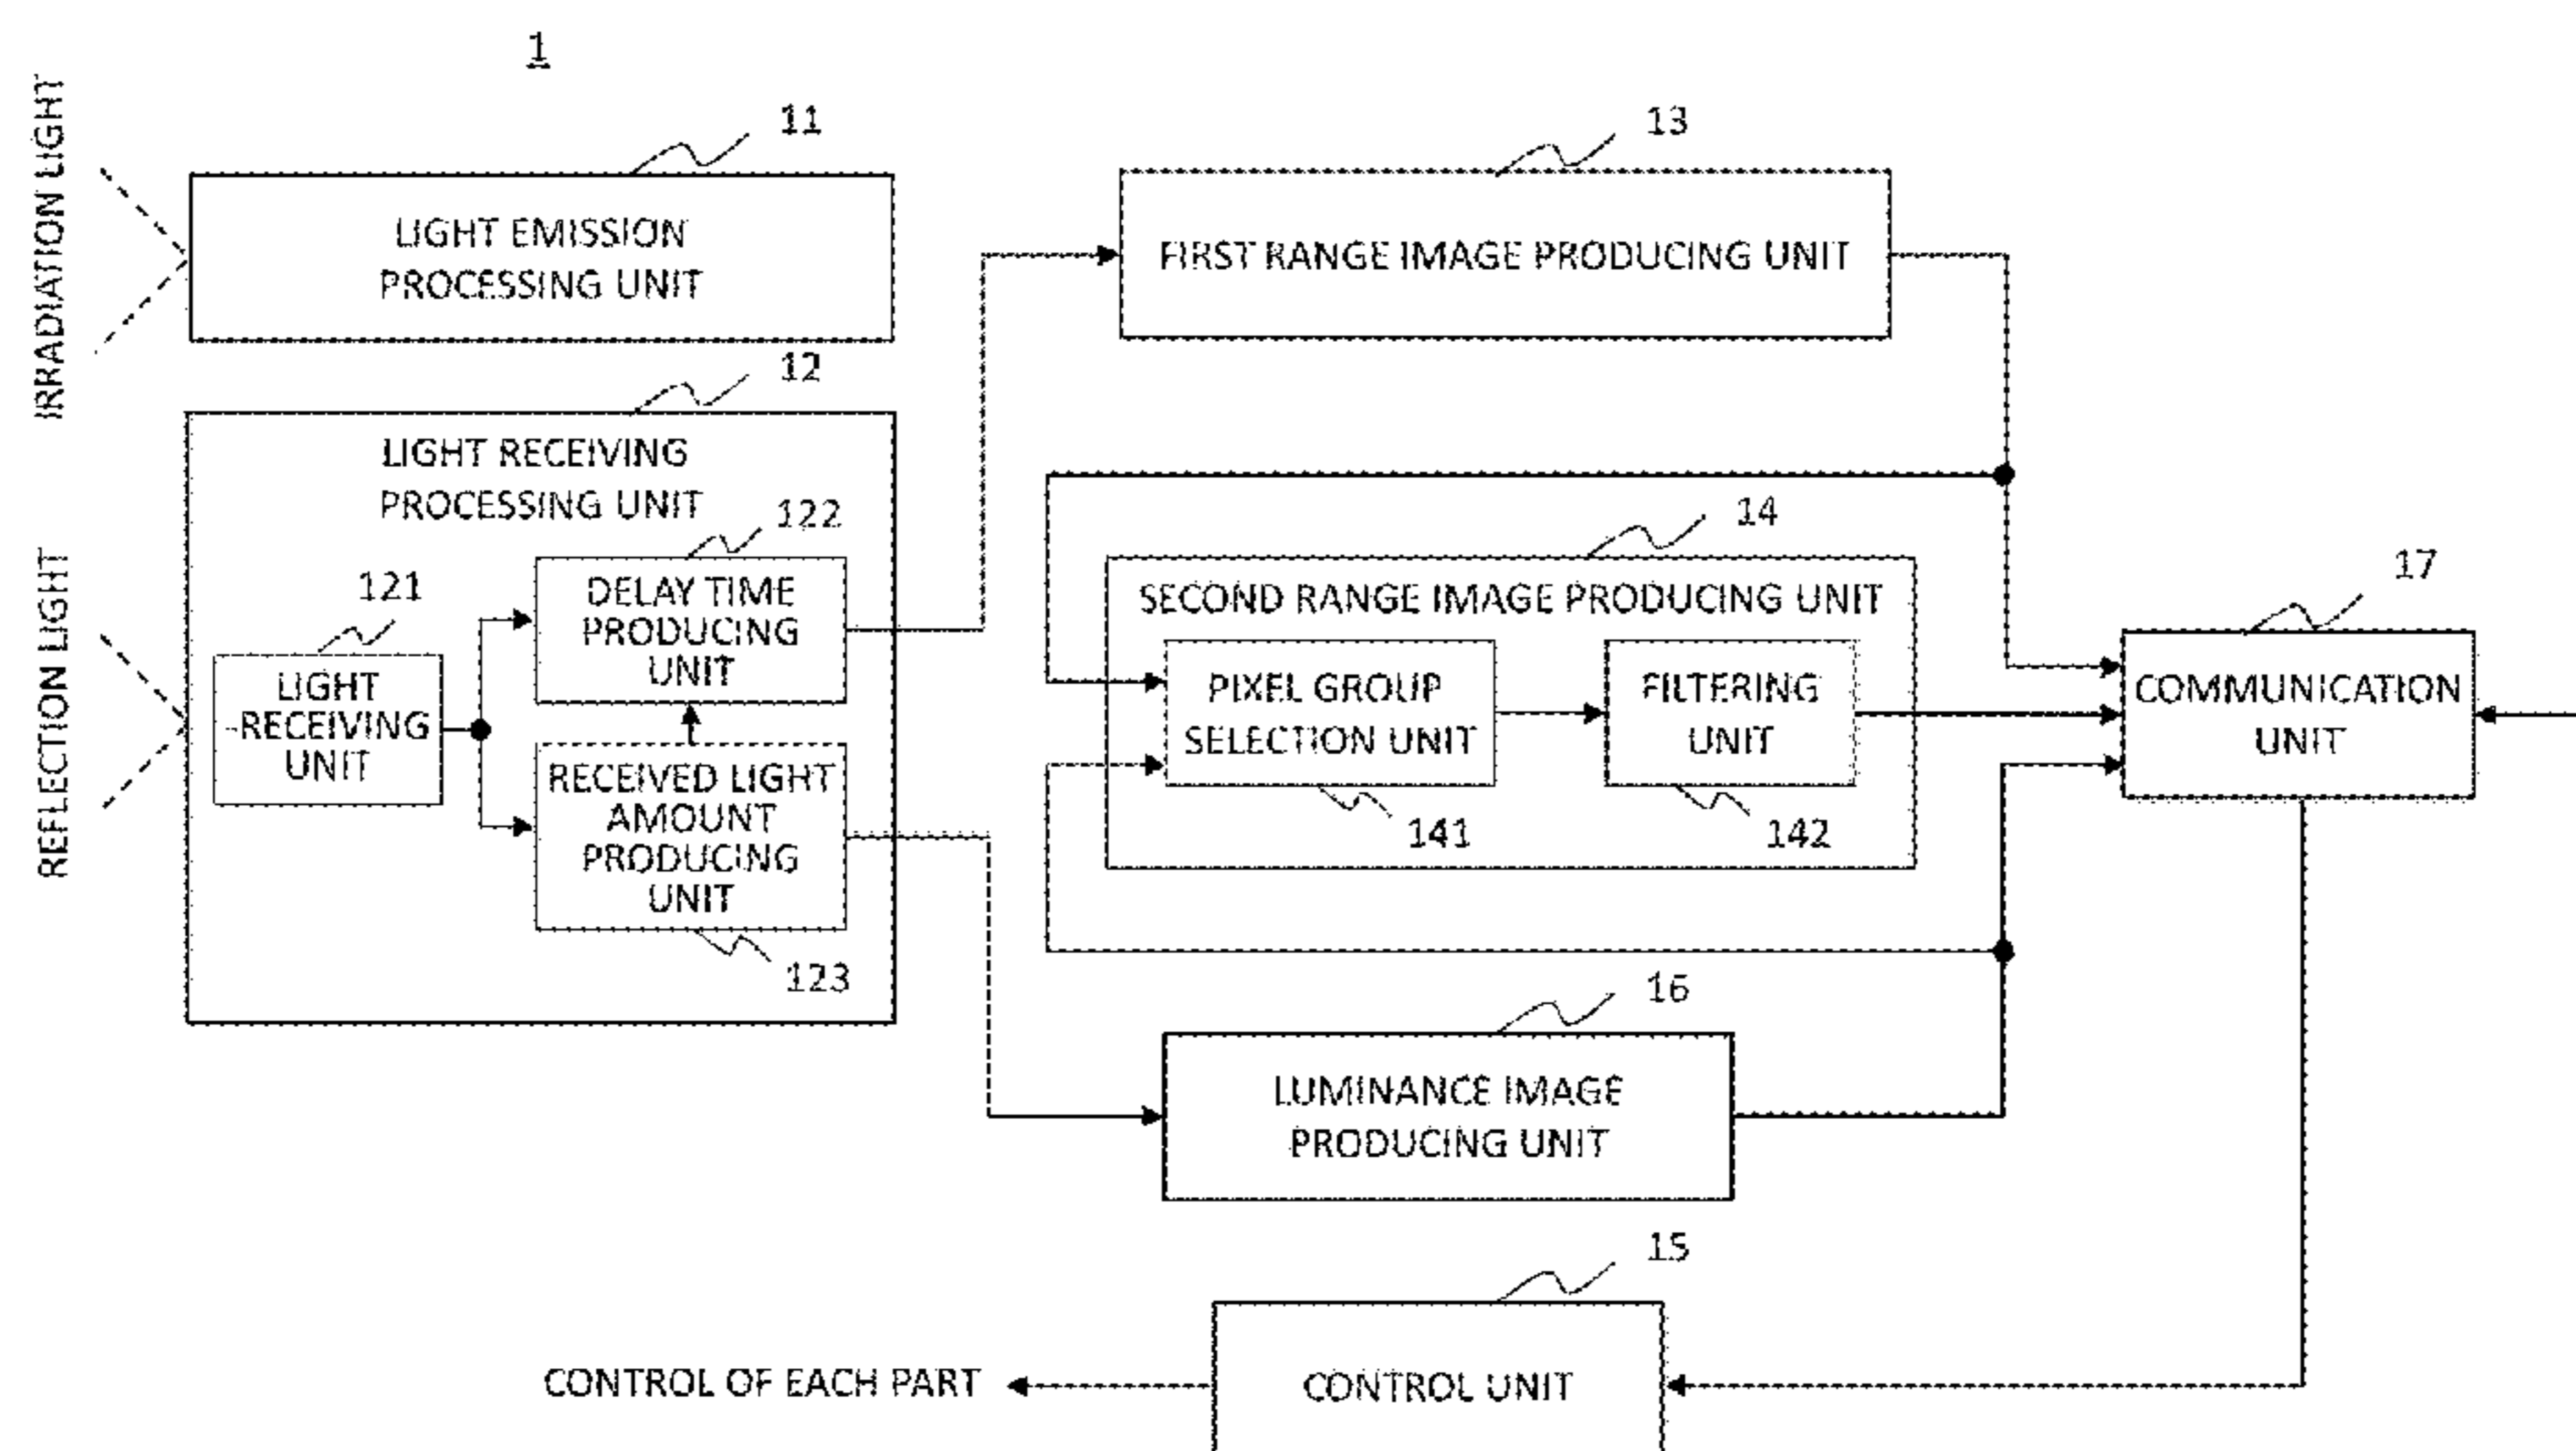 1
IRRADIATION LIGHT
11
LIGHT EMISSION
PROCESSING UNIT
13
FIRST RANGE IMAGE PRODUCING UNIT
12
LIGHT RECEIVING
PROCESSING UNIT
REFLECTION LIGHT
121
LIGHT
RECEIVING
UNIT
122
DELAY TIME
PRODUCING
UNIT
RECEIVED LIGHT
AMOUNT
PRODUCING
UNIT
123
14
SECOND RANGE IMAGE PRODUCING UNIT
PIXEL GROUP
SELECTION UNIT
141
FILTERING
UNIT
142
17
COMMUNICATION
UNIT
16
LUMINANCE IMAGE
PRODUCING UNIT
15
CONTROL UNIT
CONTROL OF EACH PART